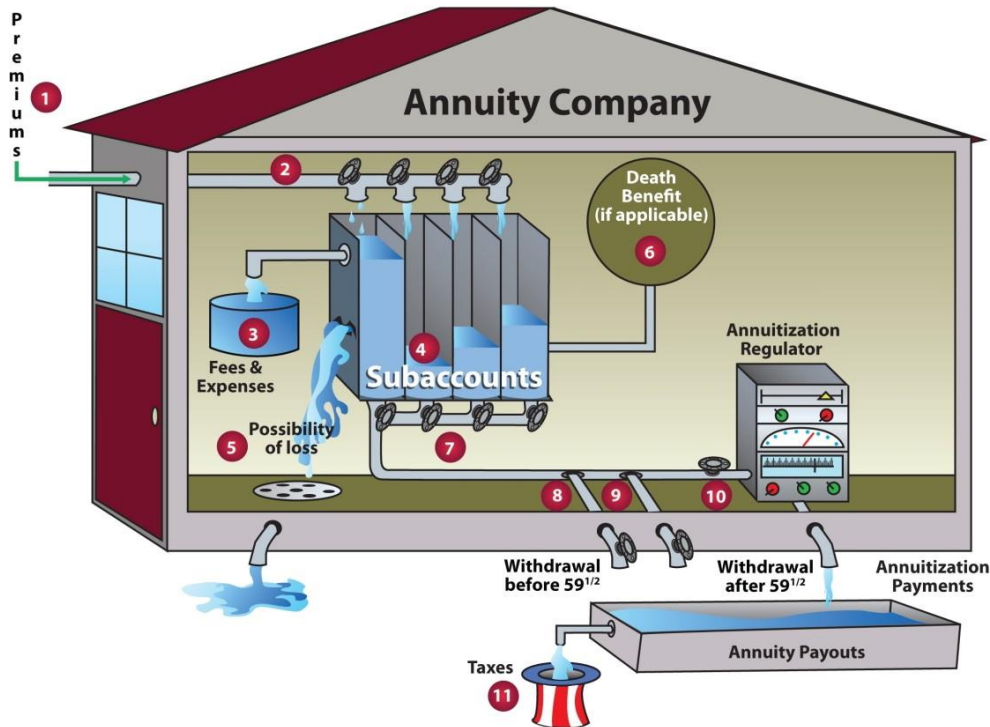 Premiums
1
Annuity Company
2
Death
Benefit
(if applicable)
6
3
Fees &
Expenses
4
Subaccounts
Annuitization
Regulator
5
Possibility
of loss
7
8
9
10
Withdrawal
before 59 1/2
Withdrawal
after 59 1/2
Annuitization
Payments
Annuity Payouts
Taxes
11